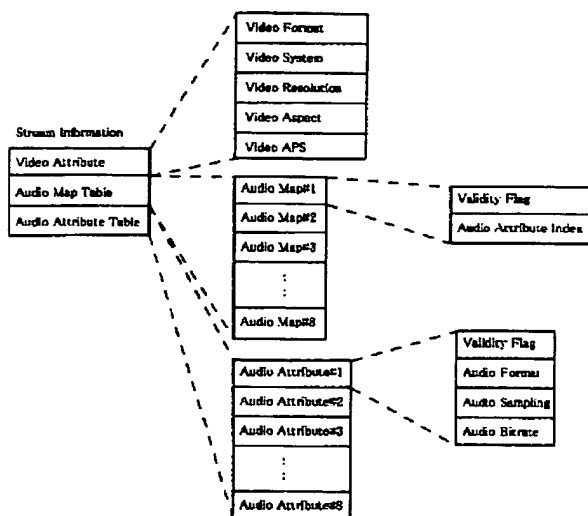 Video Format
Video System
Video Resolution
Video Aspect
Video APS
Stream Information
Video Attribute
Audio Map Table
Audio Attribute Table
Audio Map#1
Audio Map#2
Audio Map#3
⋮
Audio Map#8
Validity Flag
Audio Attribute Index
Audio Attribute#1
Audio Attribute#2
Audio Attribute#3
⋮
Audio Attribute#8
Validity Flag
Audio Format
Audio Sampling
Audio Bitrate